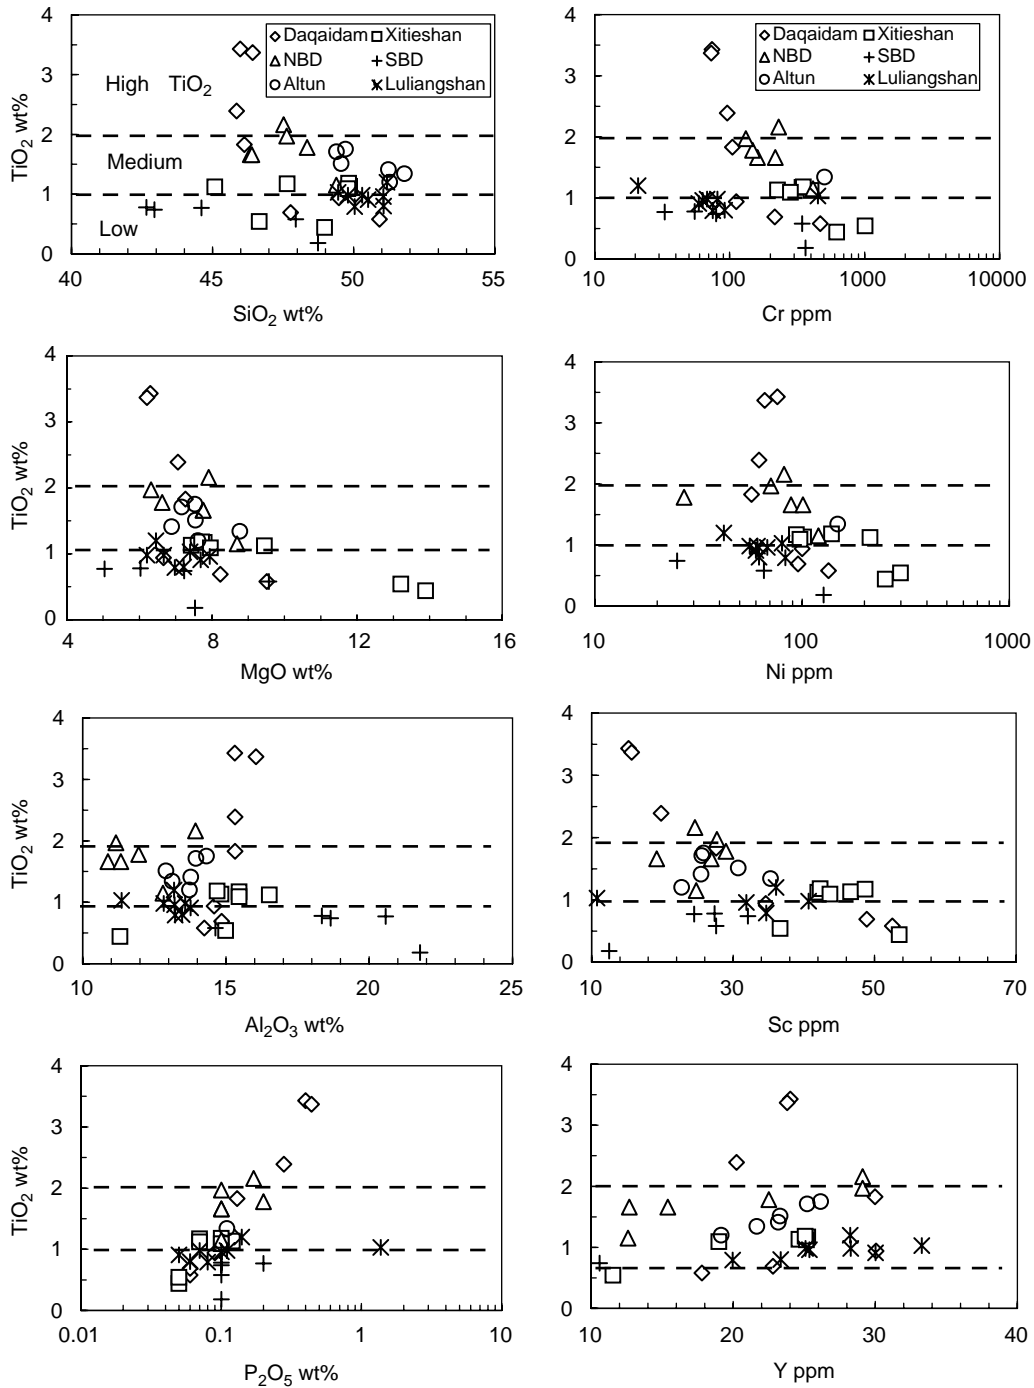 4
3
2
1
0
TiO2 wt%
Daqaidam Xitieshan
NBD SBD
Altun Luliangshan
High TiO2
Medium
Low
40 45 50 55
SiO2 wt%
4
3
2
1
0
TiO2 wt%
Daqaidam Xitieshan
NBD SBD
Altun Luliangshan
10 100 1000 10000
Cr ppm
4
3
2
1
0
TiO2 wt%
4 8 12 16
MgO wt%
4
3
2
1
0
TiO2 wt%
10 100 1000
Ni ppm
4
3
2
1
0
TiO2 wt%
10 15 20 25
Al2O3 wt%
4
3
2
1
0
TiO2 wt%
10 30 50 70
Sc ppm
4
3
2
1
0
TiO2 wt%
0.01 0.1 1 10
P2O5 wt%
4
3
2
1
0
TiO2 wt%
10 20 30 40
Y ppm